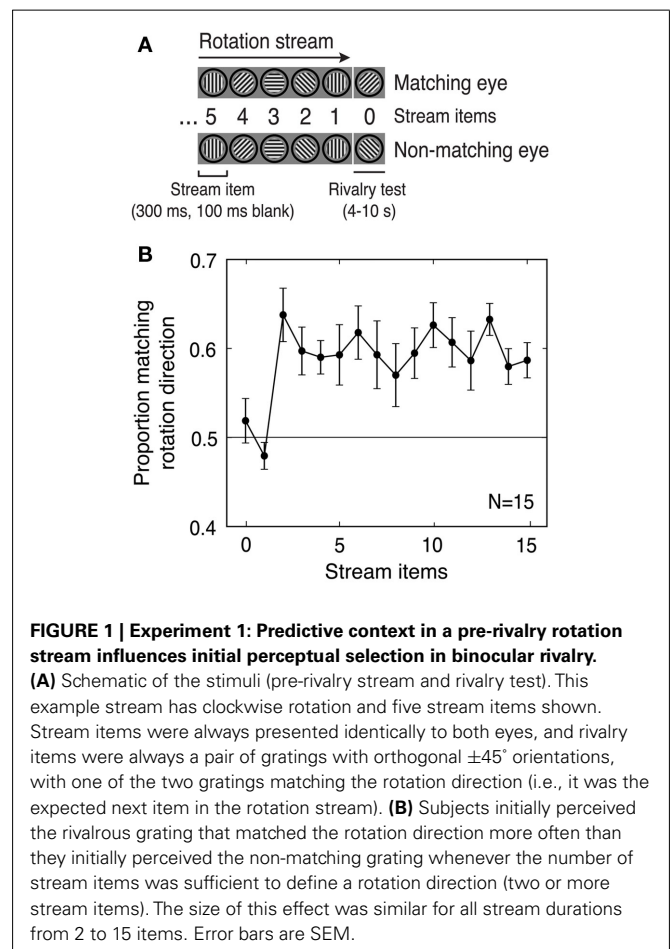 A
Rotation stream
Matching eye
... 5 4 3 2 1 0 Stream items
Non-matching eye
Stream item
(300 ms, 100 ms blank)
Rivalry test
(4-10 s)
B
Proportion matching
rotation direction
0.7
0.6
0.5
0.4
N=15
0 5 10 15
Stream items
FIGURE 1 | Experiment 1: Predictive context in a pre-rivalry rotation
stream influences initial perceptual selection in binocular rivalry.
(A) Schematic of the stimuli (pre-rivalry stream and rivalry test). This
example stream has clockwise rotation and five stream items shown.
Stream items were always presented identically to both eyes, and rivalry
items were always a pair of gratings with orthogonal ±45° orientations,
with one of the two gratings matching the rotation direction (i.e., it was the
expected next item in the rotation stream). (B) Subjects initially perceived
the rivalrous grating that matched the rotation direction more often than
they initially perceived the non-matching grating whenever the number of
stream items was sufficient to define a rotation direction (two or more
stream items). The size of this effect was similar for all stream durations
from 2 to 15 items. Error bars are SEM.